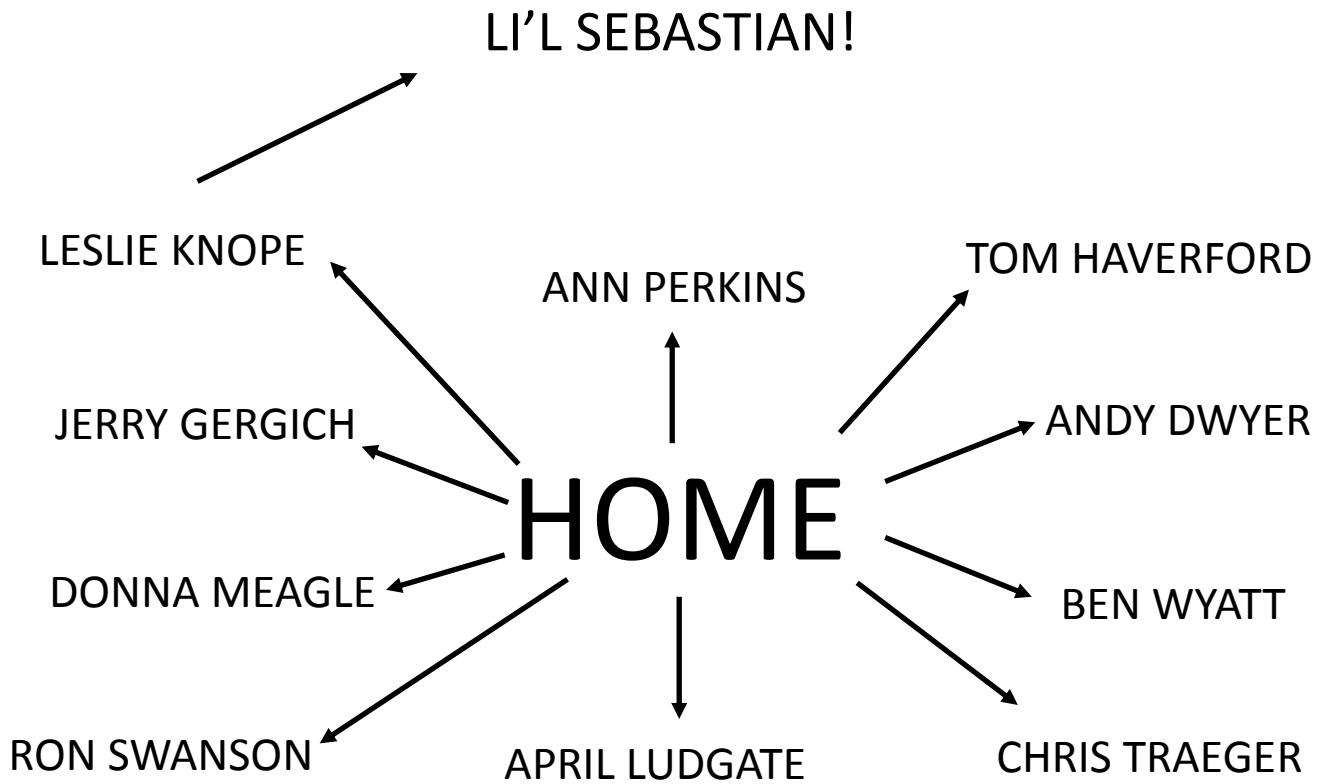 LI’L SEBASTIAN!
LESLIE KNOPE
TOM HAVERFORD
ANN PERKINS
JERRY GERGICH
ANDY DWYER
HOME
DONNA MEAGLE
BEN WYATT
RON SWANSON
APRIL LUDGATE
CHRIS TRAEGER